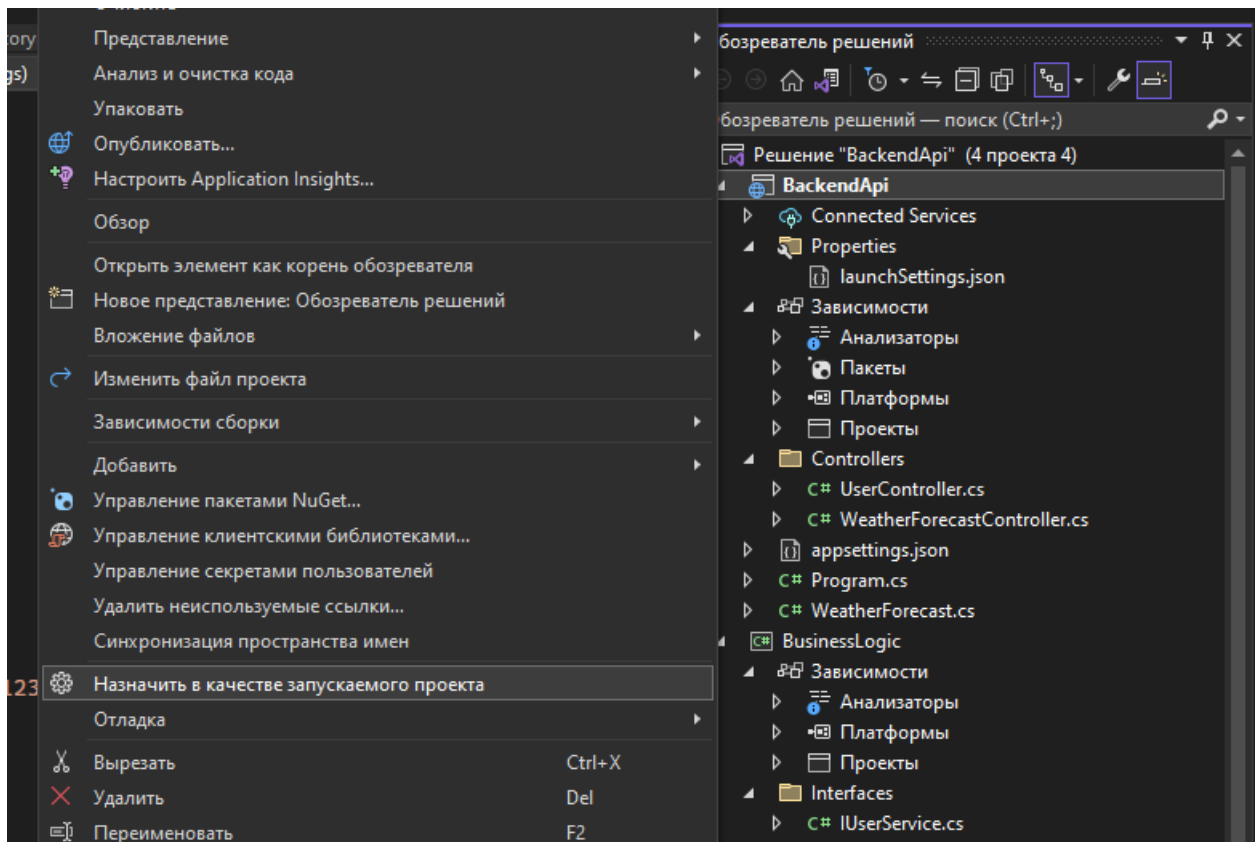 ory
gs)
123
Представление
Анализ и очистка кода
Упаковать
Опубликовать...
Настроить Application Insights...
Обзор
Открыть элемент как корень обозревателя
Новое представление: Обозреватель решений
Вложение файлов
Изменить файл проекта
Зависимости сборки
Добавить
Управление пакетами NuGet...
Управление клиентскими библиотеками...
Управление секретами пользователей
Удалить неиспользуемые ссылки...
Синхронизация пространства имен
Назначить в качестве запускаемого проекта
Отладка
Вырезать Ctrl+X
Удалить Del
Переименовать F2
бозреватель решений
бозреватель решений — поиск (Ctrl+;)
Решение "BackendApi" (4 проекта 4)
BackendApi
Connected Services
Properties
launchSettings.json
Зависимости
Анализаторы
Пакеты
Платформы
Проекты
Controllers
C# UserController.cs
C# WeatherForecastController.cs
appsettings.json
C# Program.cs
C# WeatherForecast.cs
C# BusinessLogic
Зависимости
Анализаторы
Платформы
Проекты
Interfaces
C# IUserService.cs